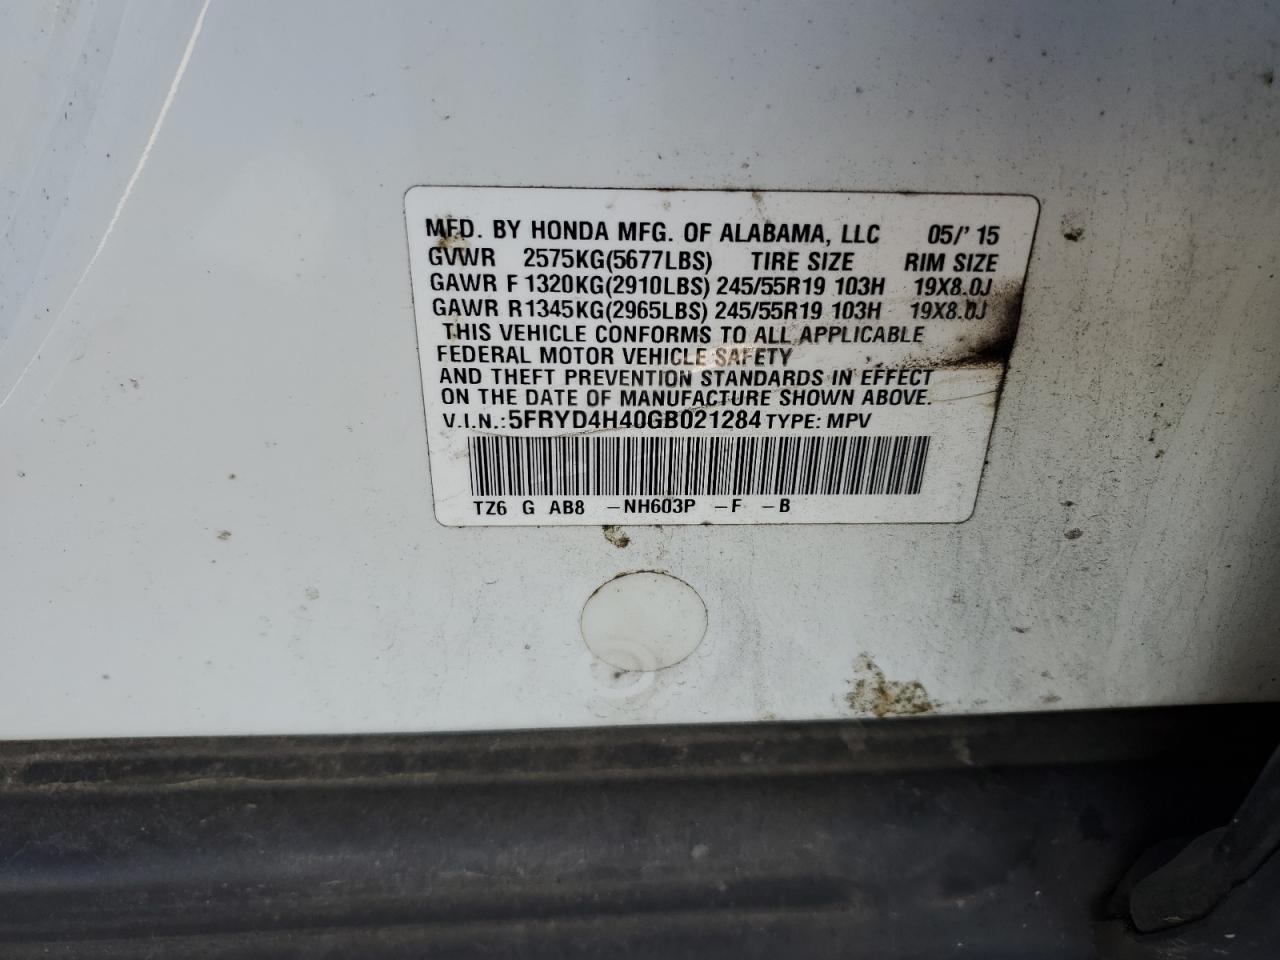 MFD. BY HONDA MFG. OF ALABAMA, LLC 05/'15
GVWR 2575KG(5677LBS) TIRE SIZE RIM SIZE
GAWR F 1320KG(2910LBS) 245/55R19 103H 19X8.0J
GAWR R 1345KG(2965LBS) 245/55R19 103H 19X8.0J
THIS VEHICLE CONFORMS TO ALL APPLICABLE
FEDERAL MOTOR VEHICLE SAFETY
AND THEFT PREVENTION STANDARDS IN EFFECT
ON THE DATE OF MANUFACTURE SHOWN ABOVE.
V.I.N.: 5FRYD4H40GB021284 TYPE: MPV
TZ6 G AB8 -NH603P -F -B